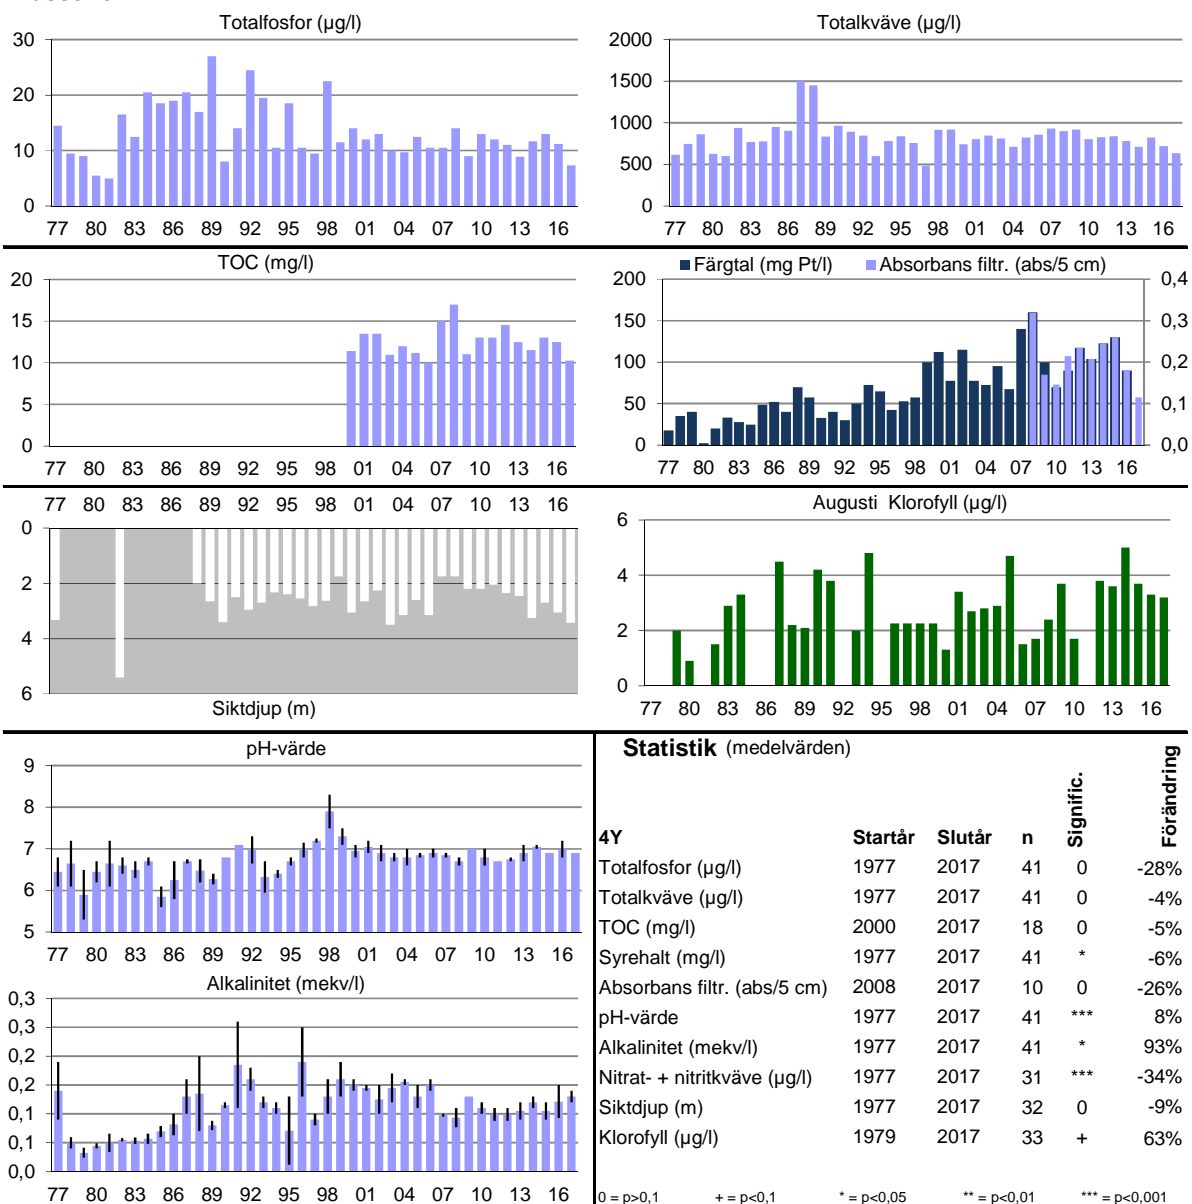 Totalfosfor (µg/l)
30
20
10
0
77 80 83 86 89 92 95 98 01 04 07 10 13 16
Totalkväve (µg/l)
2000
1500
1000
500
0
77 80 83 86 89 92 95 98 01 04 07 10 13 16
TOC (mg/l)
20
15
10
5
0
77 80 83 86 89 92 95 98 01 04 07 10 13 16
Färgtal (mg Pt/l) Absorbans filtr. (abs/5 cm)
200 0,4
150 0,3
100 0,2
50 0,1
0 0,0
77 80 83 86 89 92 95 98 01 04 07 10 13 16
77 80 83 86 89 92 95 98 01 04 07 10 13 16
0
2
4
6
Siktdjup (m)
Augusti Klorofyll (µg/l)
6
4
2
0
77 80 83 86 89 92 95 98 01 04 07 10 13 16
pH-värde
9
8
7
6
5
77 80 83 86 89 92 95 98 01 04 07 10 13 16
Alkalinitet (mekv/l)
0,3
0,3
0,2
0,2
0,1
0,1
0,0
77 80 83 86 89 92 95 98 01 04 07 10 13 16
Statistik (medelvärden)
4Y Startår Slutår n Signific. Förändring
Totalfosfor (µg/l) 1977 2017 41 0 -28%
Totalkväve (µg/l) 1977 2017 41 0 -4%
TOC (mg/l) 2000 2017 18 0 -5%
Syrehalt (mg/l) 1977 2017 41 * -6%
Absorbans filtr. (abs/5 cm) 2008 2017 10 0 -26%
pH-värde 1977 2017 41 *** 8%
Alkalinitet (mekv/l) 1977 2017 41 * 93%
Nitrat- + nitritkväve (µg/l) 1977 2017 31 *** -34%
Siktdjup (m) 1977 2017 32 0 -9%
Klorofyll (µg/l) 1979 2017 33 + 63%
0 = p>0,1 + = p<0,1 * = p<0,05 ** = p<0,01 *** = p<0,001